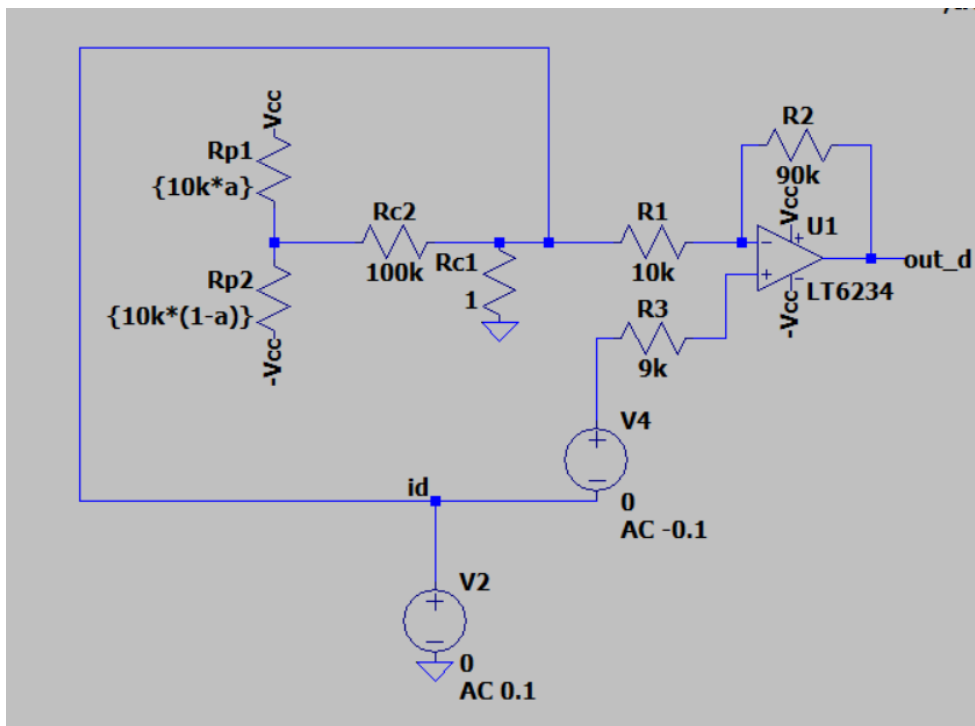 Vcc
Rp1
{10k*a}
Rp2
{10k*(1-a)}
-Vcc
Rc2
100k
Rc1
1
R1
10k
R2
90k
Vcc
U1
-Vcc
LT6234
out_d
R3
9k
V4
0
AC -0.1
id
V2
0
AC 0.1